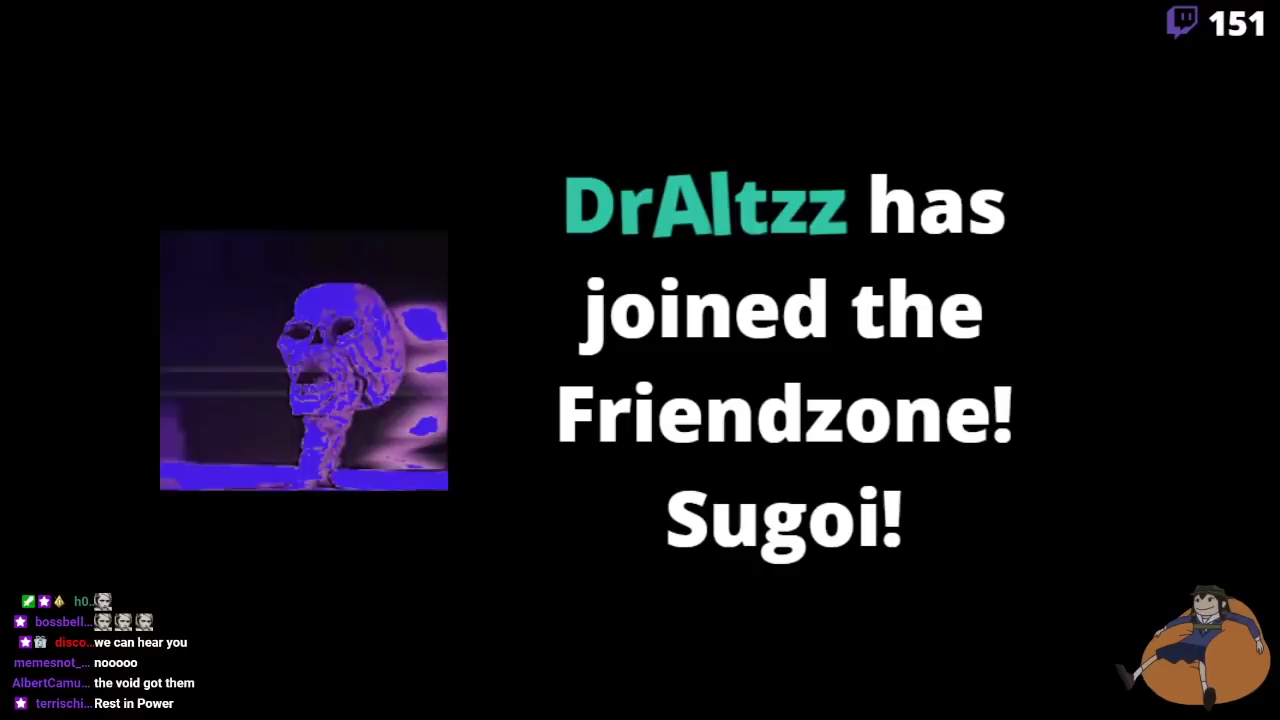 151
DrAltzz has
joined the
Friendzone!
Sugoi!
h0..
bossbell...
disco.. we can hear you
memesnot_... nooooo
AlbertCamu... the void got them
terrischi... Rest in Power